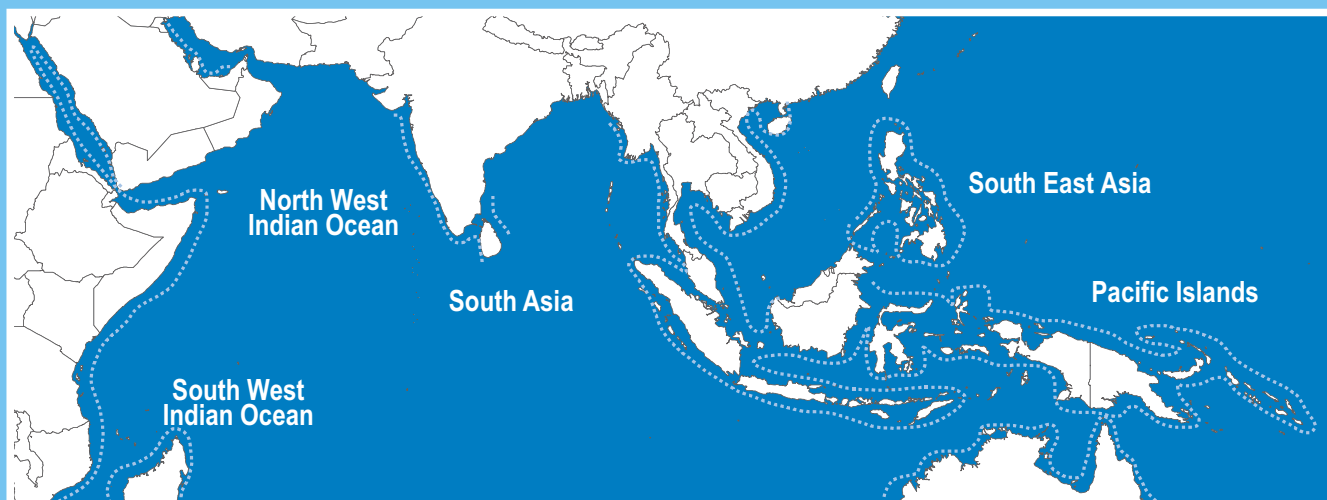 North West
Indian Ocean
South East Asia
South Asia
Pacific Islands
South West
Indian Ocean